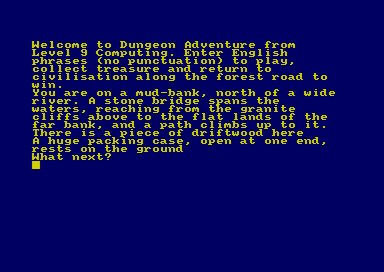 Welcome to Dungeon Adventure from
Level 9 Computing. Enter English
phrases (no punctuation) to play,
collect treasure and return to
civilisation along the forest road to
win.
You are on a mud-bank, north of a wide
river. A stone bridge spans the
waters, reaching from the granite
cliffs above to the flat lands of the
far bank, and a path climbs up to it.
There is a piece of driftwood here
A huge packing case, open at one end,
rests on the ground
What next?